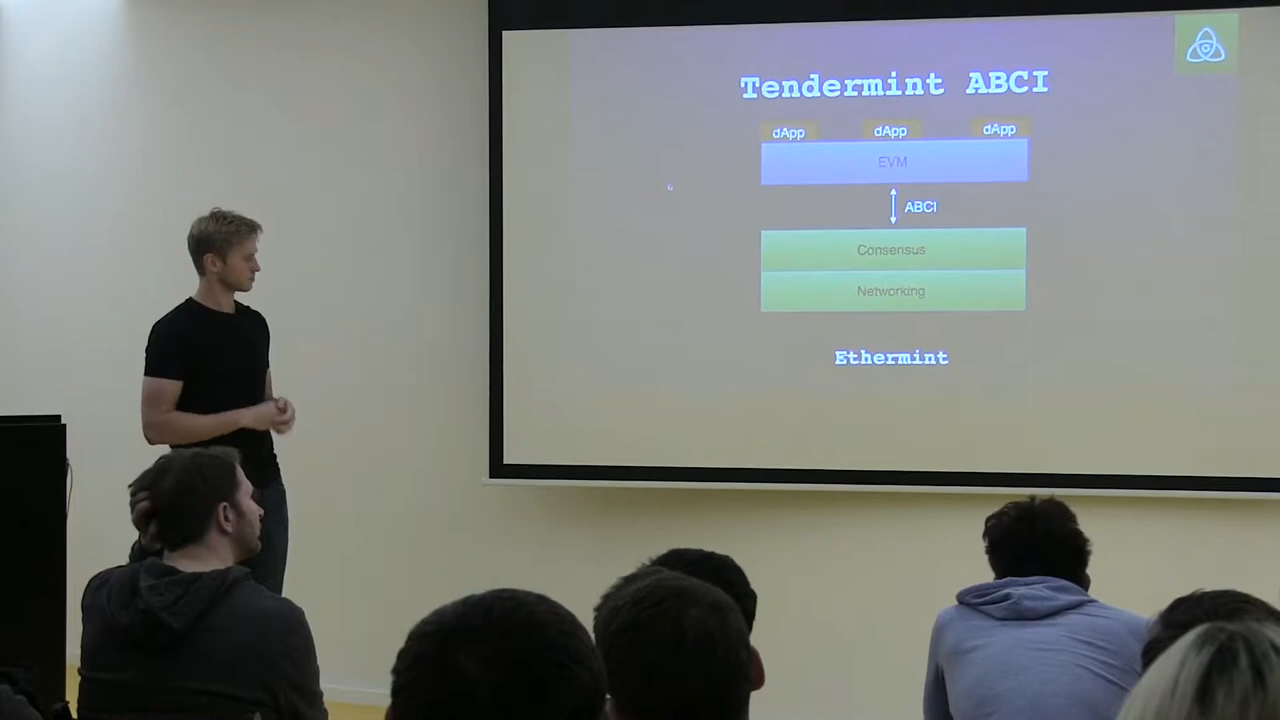 Tendermint ABCI
dApp dApp dApp
EVM
ABCI
Consensus
Networking
Ethermint